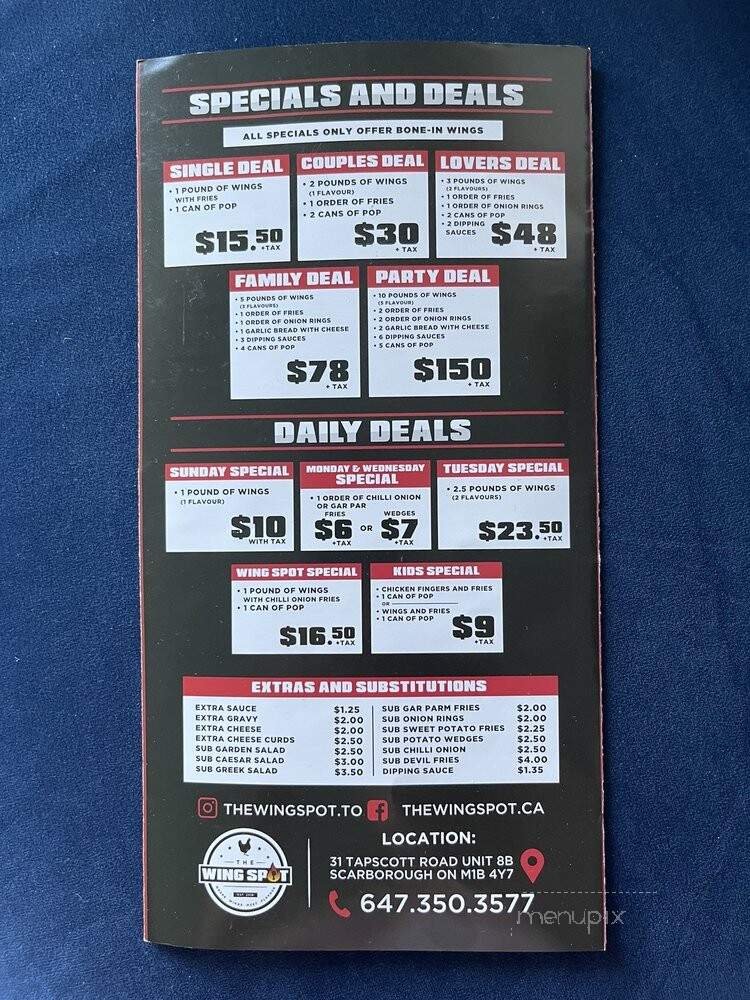 SPECIALS AND DEALS
ALL SPECIALS ONLY OFFER BONE-IN WINGS
SINGLE DEAL
• 1 POUND OF WINGS
WITH FRIES
• 1 CAN OF POP
$15.50
+TAX
COUPLES DEAL
• 2 POUNDS OF WINGS
(1 FLAVOUR)
• 1 ORDER OF FRIES
• 2 CANS OF POP
$30
+ TAX
LOVERS DEAL
• 3 POUNDS OF WINGS
(2 FLAVOURS)
• 1 ORDER OF FRIES
• 1 ORDER OF ONION RINGS
• 2 CANS OF POP
• 2 DIPPING
SAUCES
$48
+ TAX
FAMILY DEAL
• 5 POUNDS OF WINGS
(3 FLAVOURS)
• 1 ORDER OF FRIES
• 1 ORDER OF ONION RINGS
• 1 GARLIC BREAD WITH CHEESE
• 3 DIPPING SAUCES
• 4 CANS OF POP
$78
+ TAX
PARTY DEAL
• 10 POUNDS OF WINGS
(5 FLAVOUR)
• 2 ORDER OF FRIES
• 2 ORDER OF ONION RINGS
• 2 GARLIC BREAD WITH CHEESE
• 6 DIPPING SAUCES
• 5 CANS OF POP
$150
+ TAX
DAILY DEALS
SUNDAY SPECIAL
• 1 POUND OF WINGS
(1 FLAVOUR)
$10
WITH TAX
MONDAY & WEDNESDAY
SPECIAL
• 1 ORDER OF CHILLI ONION
OR GAR PAR
FRIES WEDGES
$6 OR $7
+TAX +TAX
TUESDAY SPECIAL
• 2.5 POUNDS OF WINGS
(2 FLAVOURS)
$23.50
+TAX
WING SPOT SPECIAL
• 1 POUND OF WINGS
WITH CHILLI ONION FRIES
• 1 CAN OF POP
$16.50
+TAX
KIDS SPECIAL
• CHICKEN FINGERS AND FRIES
• 1 CAN OF POP
OR
• WINGS AND FRIES
• 1 CAN OF POP
$9
+TAX
EXTRAS AND SUBSTITUTIONS
EXTRA SAUCE $1.25
EXTRA GRAVY $2.00
EXTRA CHEESE $2.00
EXTRA CHEESE CURDS $2.50
SUB GARDEN SALAD $2.50
SUB CAESAR SALAD $3.00
SUB GREEK SALAD $3.50
SUB GAR PARM FRIES $2.00
SUB ONION RINGS $2.00
SUB SWEET POTATO FRIES $2.25
SUB POTATO WEDGES $2.50
SUB CHILLI ONION $2.50
SUB DEVIL FRIES $4.00
DIPPING SAUCE $1.35
THEWINGSPOT.TO THEWINGSPOT.CA
THE
WING SPOT
LOCATION:
31 TAPSCOTT ROAD UNIT 8B
SCARBOROUGH ON M1B 4Y7
647.350.3577
menupix